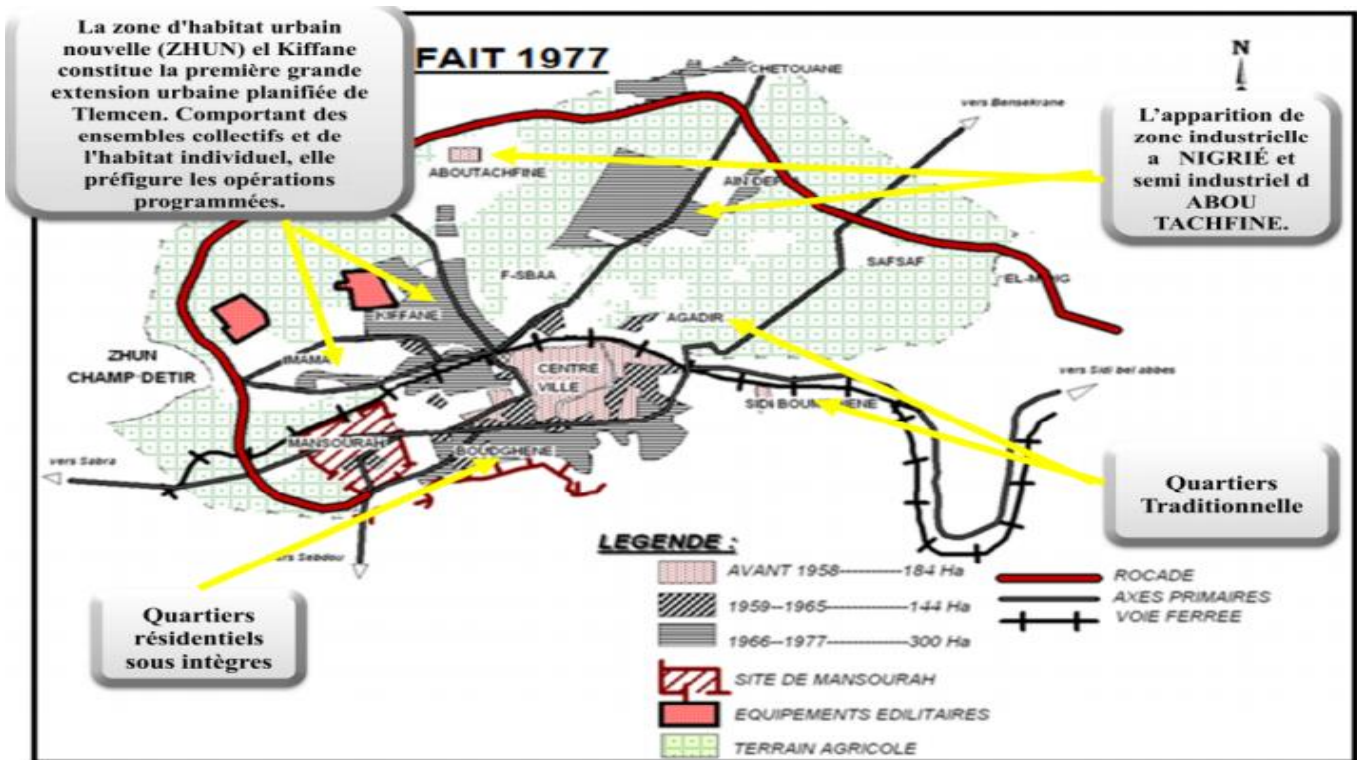 La zone d'habitat urbain
nouvelle (ZHUN) el Kiffane
constitue la première grande
extension urbaine planifiée de
Tlemcen. Comportant des
ensembles collectifs et de
l'habitat individuel, elle
préfigure les opérations
programmées.
FAIT 1977
CHETOUANE
N
vers Bensekrane
L'apparition de
zone industrielle
a NIGRIÉ et
semi industriel d
ABOU
TACHFINE.
ABOUTACHFINE
AIN DEF
F-SBAA
SAFSAF
KIFFANE
AGADIR
ZHUN
CHAMP DETIR
IMAMA
CENTRE
VILLE
vers Sidi bel abbes
SIDI BOUM
HENE
MANSOURAH
BOUDGHENE
vers Sabra
vers Sebdou
Quartiers
Traditionnelle
Quartiers
résidentiels
sous intègres
LEGENDE :
AVANT 1958----------184 Ha
1959--1965--------------144 Ha
1966--1977--------------300 Ha
SITE DE MANSOURAH
EQUIPEMENTS EDILITAIRES
TERRAIN AGRICOLE
ROCADE
AXES PRIMAIRES
VOIE FERREE